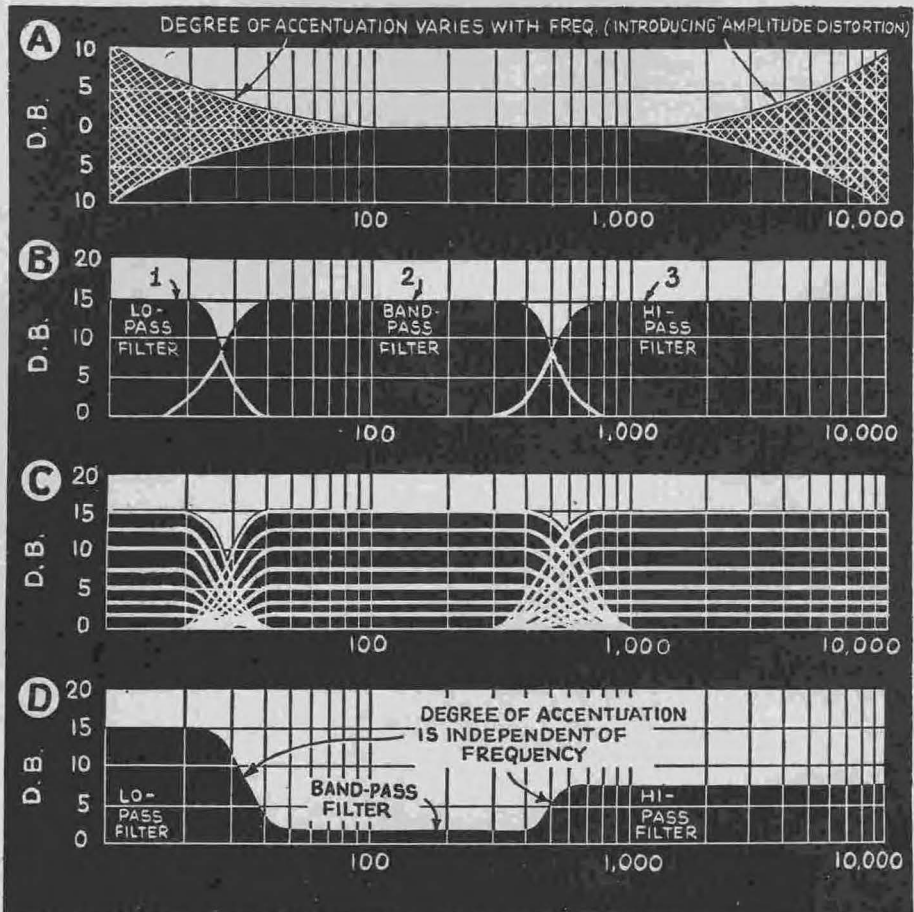 A
DEGREE OF ACCENTUATION VARIES WITH FREQ. (INTRODUCING AMPLITUDE DISTORTION)
D.B.
10
5
0
5
10
100
1,000
10,000
B
D.B.
20
15
10
5
0
1
2
3
LO-
PASS
FILTER
BAND-
PASS
FILTER
HI-
PASS
FILTER
100
1,000
10,000
C
D.B.
20
15
10
5
0
100
1,000
10,000
D
D.B.
20
15
10
5
0
DEGREE OF ACCENTUATION
IS INDEPENDENT OF
FREQUENCY
BAND-PASS
FILTER
LO-
PASS
FILTER
HI-
PASS
FILTER
100
1,000
10,000